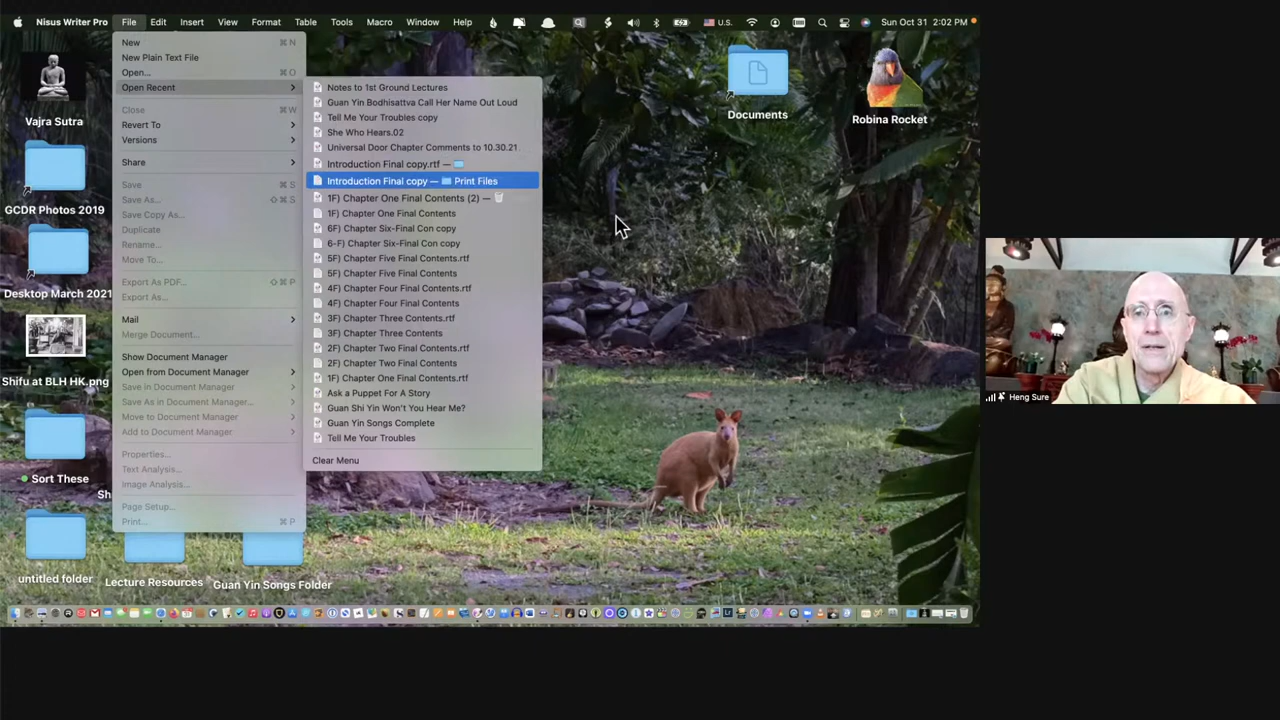 Nisus Writer Pro File Edit Insert View Format Table Tools Macro Window Help U.S. Sun Oct 31 2:02 PM
New ⌘ N
New Plain Text File
Open... ⌘ O
Open Recent
Close ⌘ W
Revert To
Versions
Share
Save ⌘ S
Save As... ⇧ ⌘ S
Save Copy As...
Duplicate
Rename...
Move To...
Export As PDF... ⇧ ⌘ P
Export As...
Mail
Merge Document...
Show Document Manager
Open from Document Manager
Save in Document Manager
Save As in Document Manager...
Move to Document Manager
Add to Document Manager
Properties...
Text Analysis...
Image Analysis...
Page Setup...
Print... ⌘ P
Notes to 1st Ground Lectures
Guan Yin Bodhisattva Call Her Name Out Loud
Tell Me Your Troubles copy
She Who Hears.02
Universal Door Chapter Comments to 10.30.21
Introduction Final copy.rtf —
Introduction Final copy — Print Files
1F) Chapter One Final Contents (2) —
1F) Chapter One Final Contents
6F) Chapter Six-Final Con copy
6-F) Chapter Six-Final Con copy
5F) Chapter Five Final Contents.rtf
5F) Chapter Five Final Contents
4F) Chapter Four Final Contents.rtf
4F) Chapter Four Final Contents
3F) Chapter Three Contents.rtf
3F) Chapter Three Contents
2F) Chapter Two Final Contents.rtf
2F) Chapter Two Final Contents
1F) Chapter One Final Contents.rtf
Ask a Puppet For A Story
Guan Shi Yin Won't You Hear Me?
Guan Yin Songs Complete
Tell Me Your Troubles
Clear Menu
Vajra Sutra
GCDR Photos 2019
Desktop March 2021
Shifu at BLH HK.png
Sort These
Sh
untitled folder
Lecture Resources
Guan Yin Songs Folder
Documents
Robina Rocket
Heng Sure